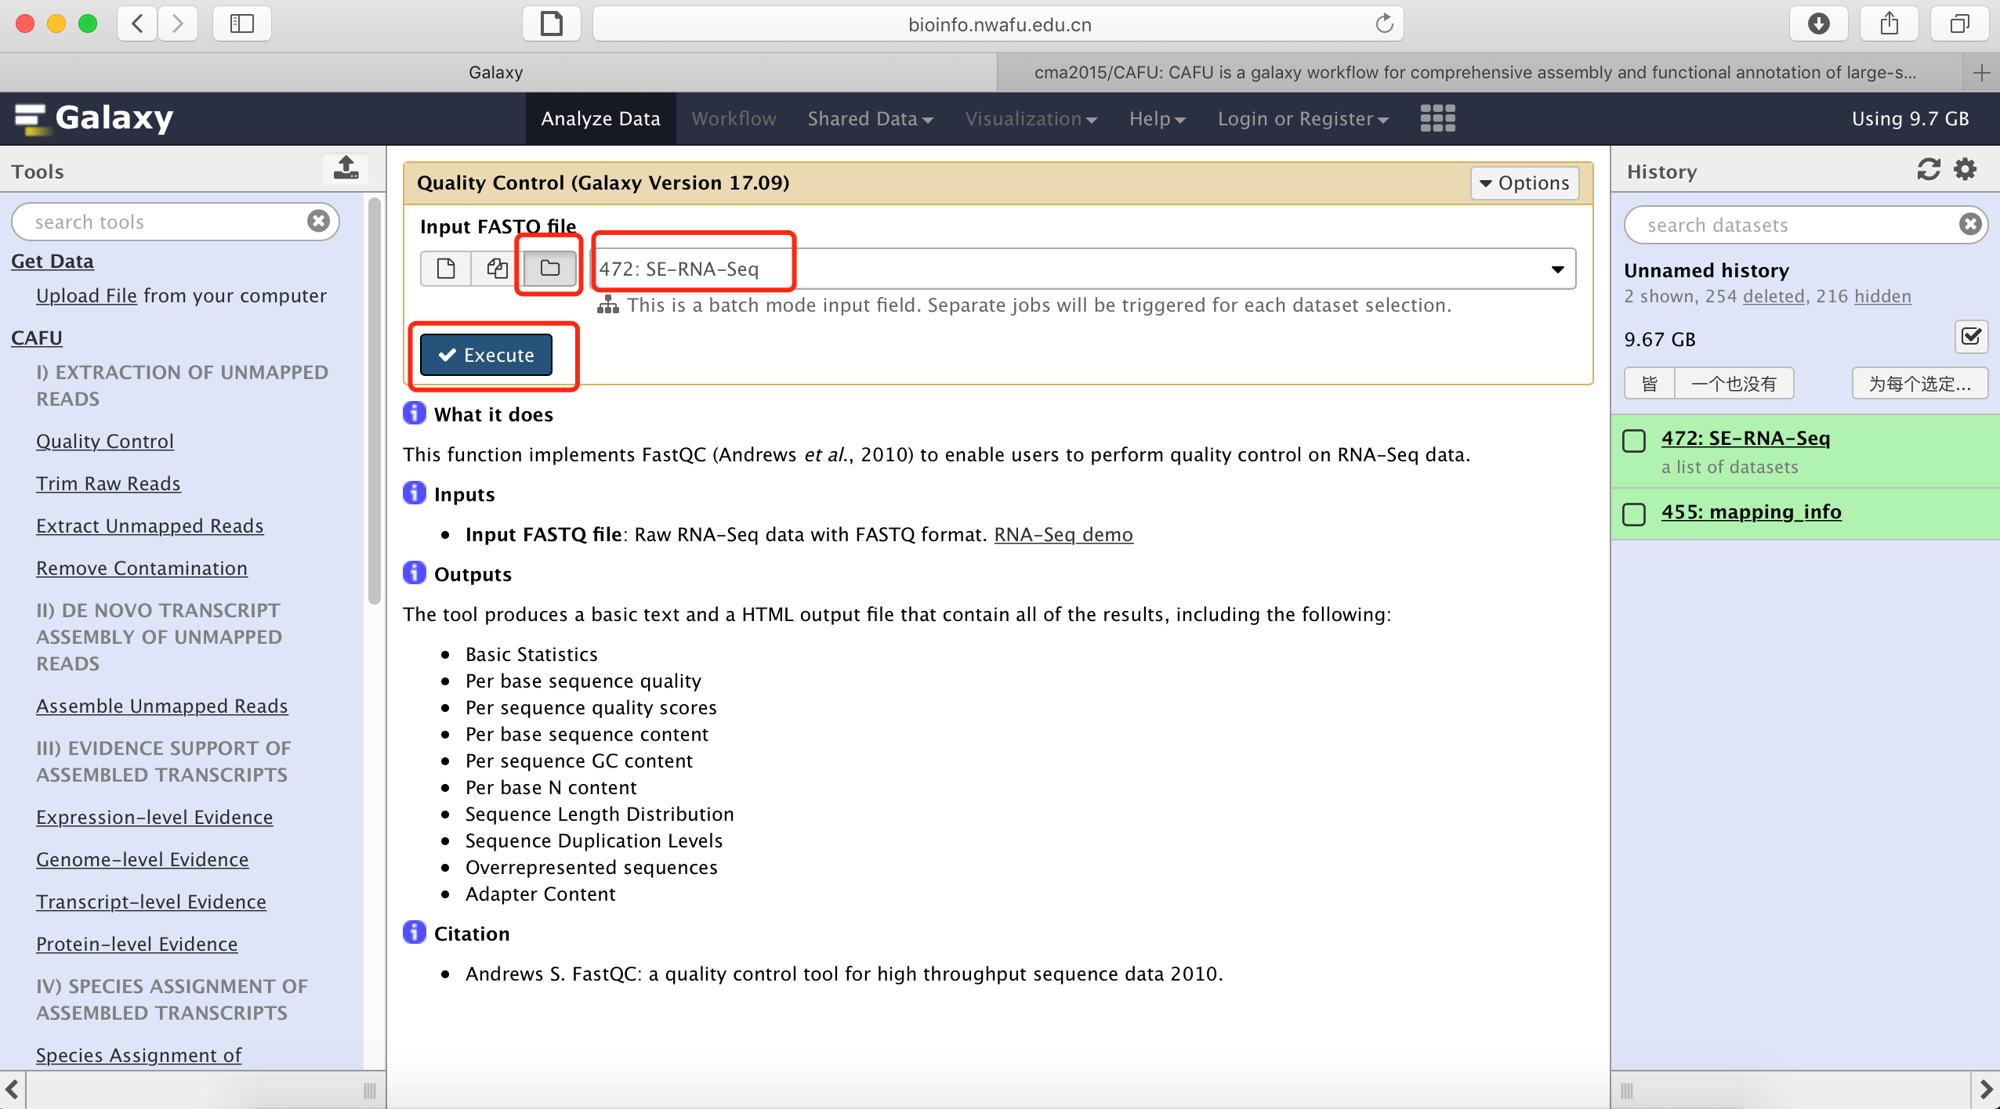 bioinfo.nwafu.edu.cn
Galaxy
cma2015/CAFU: CAFU is a galaxy workflow for comprehensive assembly and functional annotation of large-s...
Galaxy
Analyze Data
Workflow
Shared Data
Visualization
Help
Login or Register
Using 9.7 GB
Tools
search tools
Get Data
Upload File from your computer
CAFU
I) EXTRACTION OF UNMAPPED
READS
Quality Control
Trim Raw Reads
Extract Unmapped Reads
Remove Contamination
II) DE NOVO TRANSCRIPT
ASSEMBLY OF UNMAPPED
READS
Assemble Unmapped Reads
III) EVIDENCE SUPPORT OF
ASSEMBLED TRANSCRIPTS
Expression-level Evidence
Genome-level Evidence
Transcript-level Evidence
Protein-level Evidence
IV) SPECIES ASSIGNMENT OF
ASSEMBLED TRANSCRIPTS
Species Assignment of
Quality Control (Galaxy Version 17.09)
Options
Input FASTQ file
472: SE-RNA-Seq
This is a batch mode input field. Separate jobs will be triggered for each dataset selection.
Execute
What it does
This function implements FastQC (Andrews et al., 2010) to enable users to perform quality control on RNA-Seq data.
Inputs
• Input FASTQ file: Raw RNA-Seq data with FASTQ format. RNA-Seq demo
Outputs
The tool produces a basic text and a HTML output file that contain all of the results, including the following:
• Basic Statistics
• Per base sequence quality
• Per sequence quality scores
• Per base sequence content
• Per sequence GC content
• Per base N content
• Sequence Length Distribution
• Sequence Duplication Levels
• Overrepresented sequences
• Adapter Content
Citation
• Andrews S. FastQC: a quality control tool for high throughput sequence data 2010.
History
search datasets
Unnamed history
2 shown, 254 deleted, 216 hidden
9.67 GB
皆
一个也没有
为每个选定...
472: SE-RNA-Seq
a list of datasets
455: mapping_info